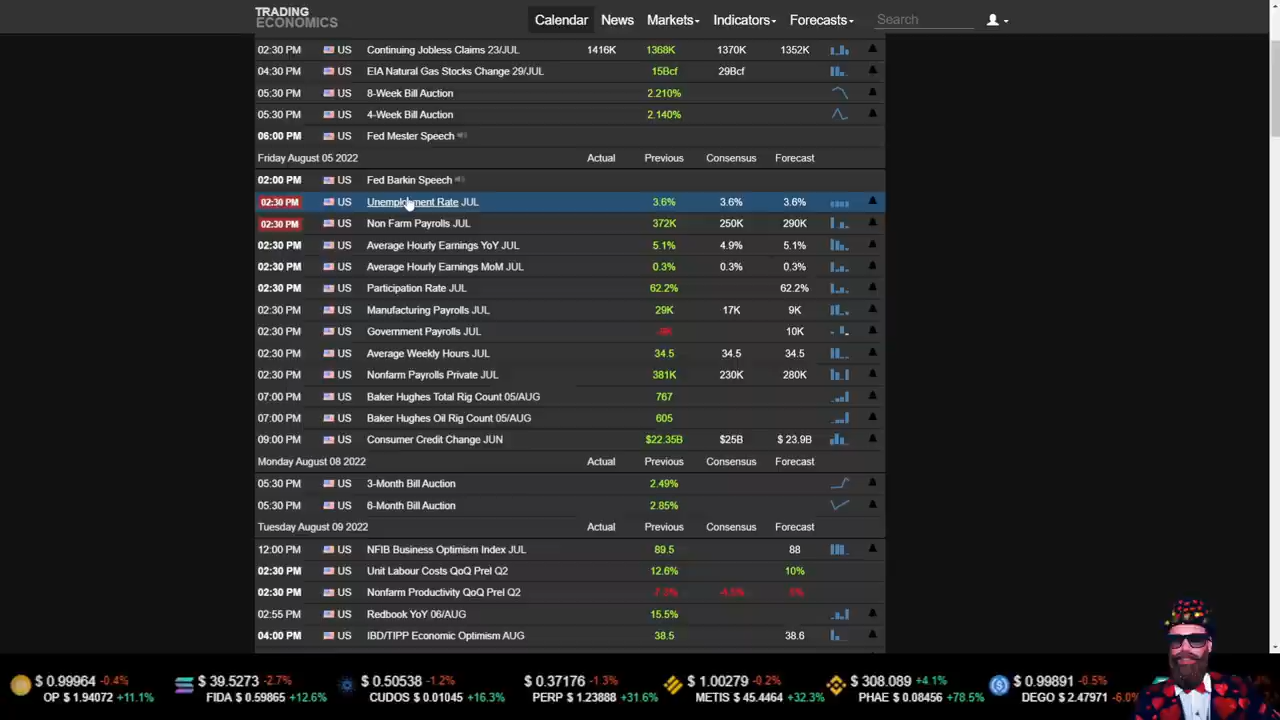 TRADING
ECONOMICS
Calendar News Markets Indicators Forecasts Search
02:30 PM US Continuing Jobless Claims 23/JUL 1416K 1368K 1370K 1352K
04:30 PM US EIA Natural Gas Stocks Change 29/JUL 15Bcf 29Bcf
05:30 PM US 8-Week Bill Auction 2.210%
05:30 PM US 4-Week Bill Auction 2.140%
06:00 PM US Fed Mester Speech
Friday August 05 2022 Actual Previous Consensus Forecast
02:00 PM US Fed Barkin Speech
02:30 PM US Unemployment Rate JUL 3.6% 3.6% 3.6%
02:30 PM US Non Farm Payrolls JUL 372K 250K 290K
02:30 PM US Average Hourly Earnings YoY JUL 5.1% 4.9% 5.1%
02:30 PM US Average Hourly Earnings MoM JUL 0.3% 0.3% 0.3%
02:30 PM US Participation Rate JUL 62.2% 62.2%
02:30 PM US Manufacturing Payrolls JUL 29K 17K 9K
02:30 PM US Government Payrolls JUL 10K
02:30 PM US Average Weekly Hours JUL 34.5 34.5 34.5
02:30 PM US Nonfarm Payrolls Private JUL 381K 230K 280K
07:00 PM US Baker Hughes Total Rig Count 05/AUG 767
07:00 PM US Baker Hughes Oil Rig Count 05/AUG 605
09:00 PM US Consumer Credit Change JUN $22.35B $25B $ 23.9B
Monday August 08 2022 Actual Previous Consensus Forecast
05:30 PM US 3-Month Bill Auction 2.49%
05:30 PM US 6-Month Bill Auction 2.85%
Tuesday August 09 2022 Actual Previous Consensus Forecast
12:00 PM US NFIB Business Optimism Index JUL 89.5 88
02:30 PM US Unit Labour Costs QoQ Prel Q2 12.6% 10%
02:30 PM US Nonfarm Productivity QoQ Prel Q2
02:55 PM US Redbook YoY 06/AUG 15.5%
04:00 PM US IBD/TIPP Economic Optimism AUG 38.5 38.6
$ 0.99964 -0.4% $ 39.5273 -2.7% $ 0.50538 -1.2% $ 0.37176 -1.3% $ 1.00279 -0.2% $ 308.089 +4.1% $ 0.99891 -0.5%
OP $ 1.94072 +11.1% FIDA $ 0.59865 +12.6% CUDOS $ 0.01045 +16.3% PERP $ 1.23888 +31.6% METIS $ 45.4464 +32.3% PHAE $ 0.08456 +78.5% DEGO $ 2.47971 -6.0%